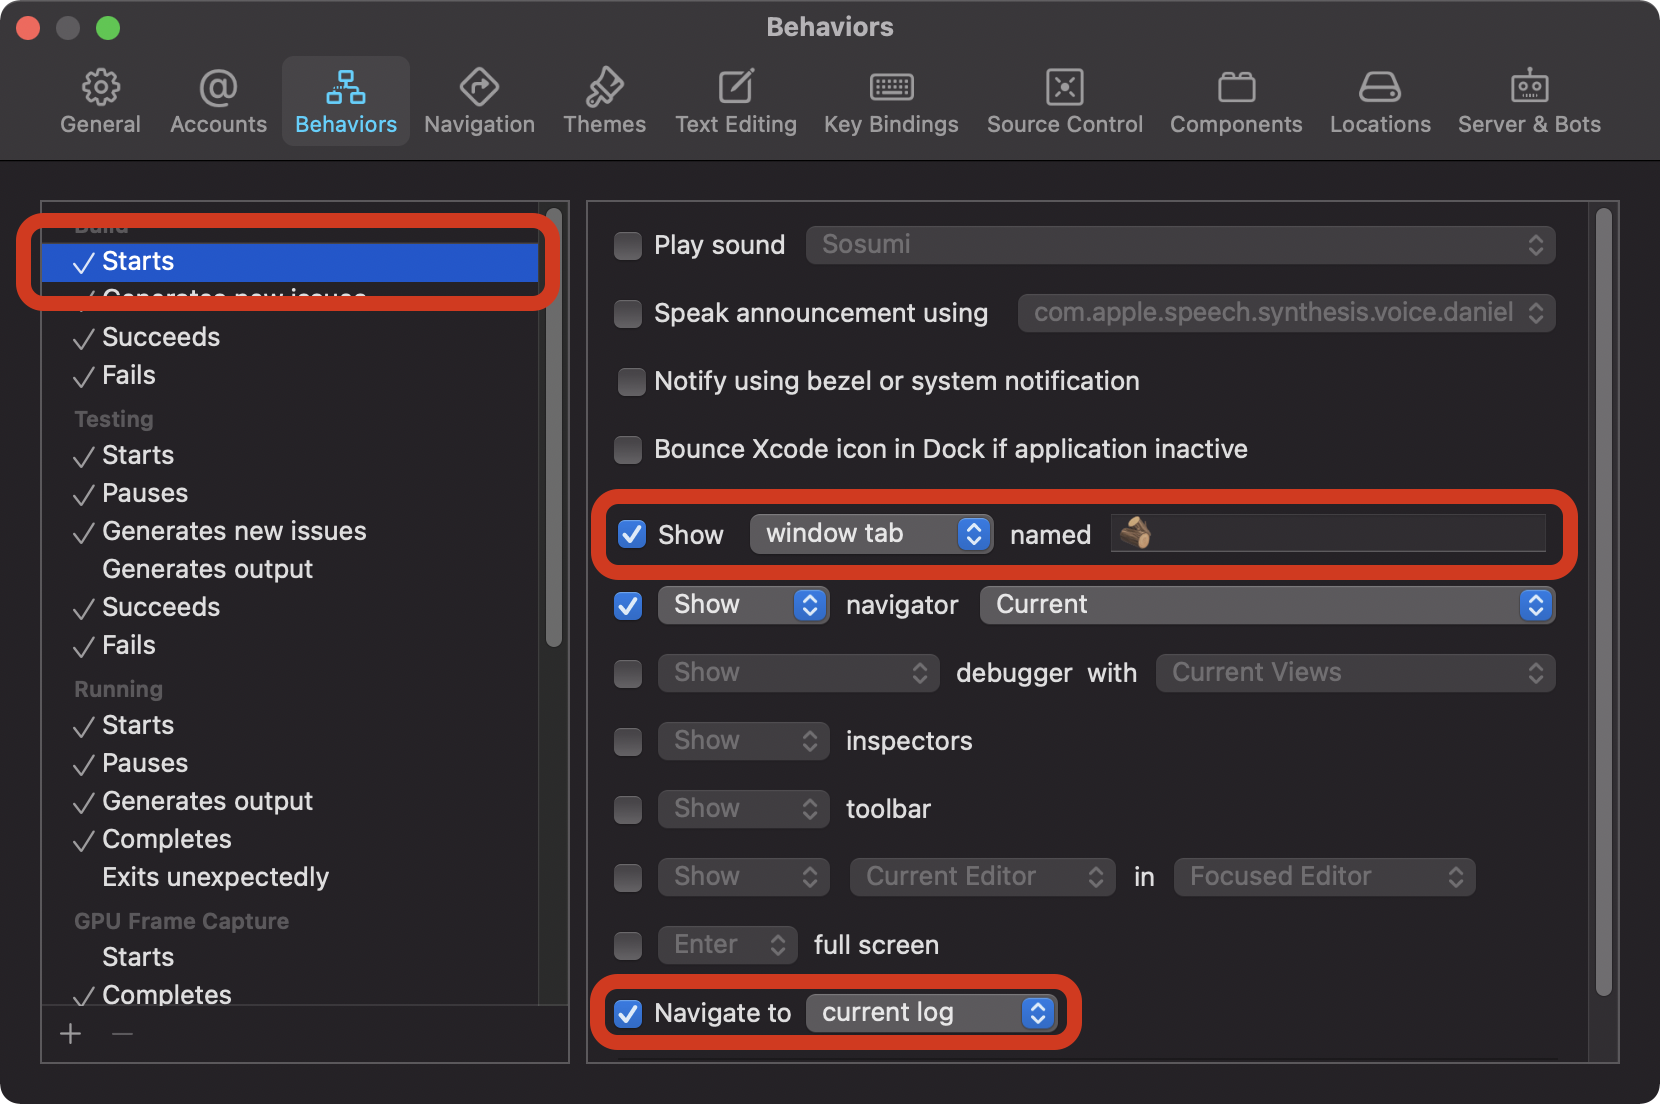 Behaviors
General Accounts Behaviors Navigation Themes Text Editing Key Bindings Source Control Components Locations Server & Bots
Build
Starts
Generates new issues
Succeeds
Fails
Testing
Starts
Pauses
Generates new issues
Generates output
Succeeds
Fails
Running
Starts
Pauses
Generates output
Completes
Exits unexpectedly
GPU Frame Capture
Starts
Completes
Play sound Sosumi
Speak announcement using com.apple.speech.synthesis.voice.daniel
Notify using bezel or system notification
Bounce Xcode icon in Dock if application inactive
Show window tab named 🪵
Show navigator Current
Show debugger with Current Views
Show inspectors
Show toolbar
Show Current Editor in Focused Editor
Enter full screen
Navigate to current log